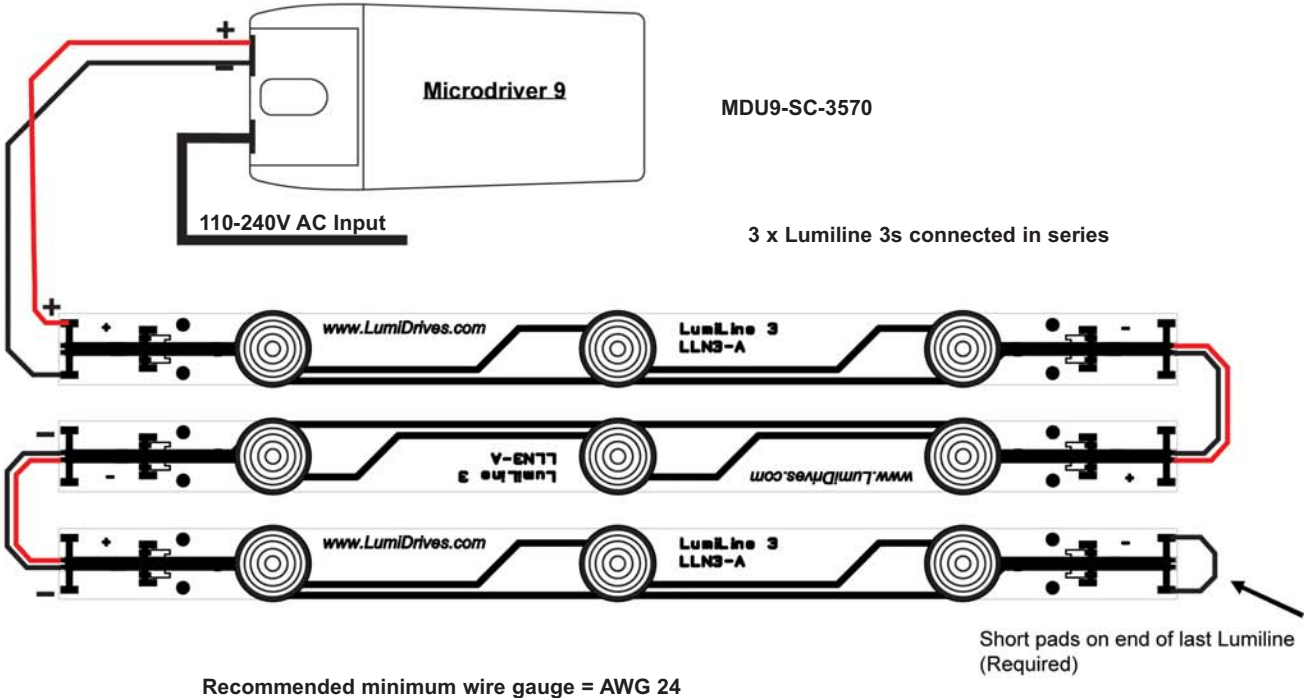 +
−
Microdriver 9
MDU9-SC-3570
110-240V AC Input
3 x Lumiline 3s connected in series
+
+
www.LumiDrives.com
LumiLine 3
LLN3-A
-
−
-
LumiLine 3
LLN3-A
www.LumiDrives.com
+
+
www.LumiDrives.com
LumiLine 3
LLN3-A
-
−
Short pads on end of last Lumiline
(Required)
Recommended minimum wire gauge = AWG 24